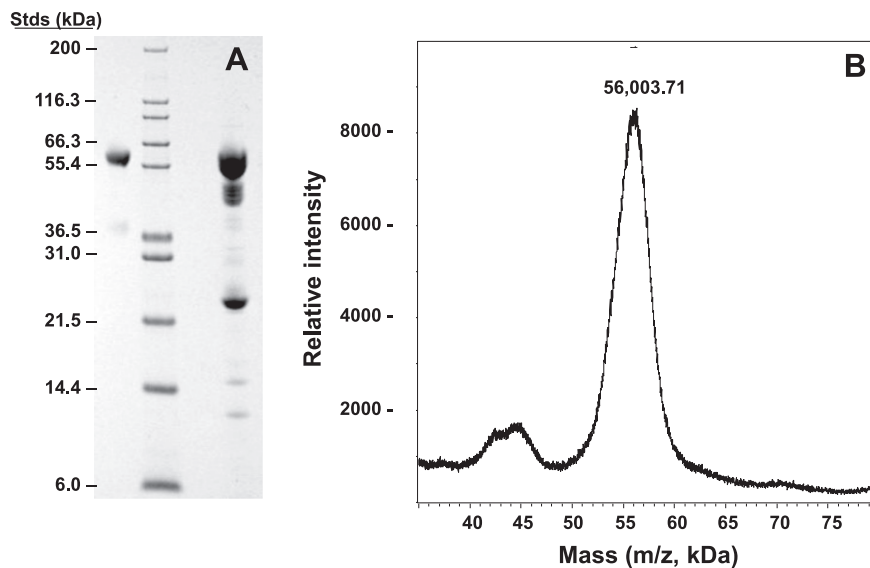 Stds (kDa)
200
116.3
66.3
55.4
36.5
31.0
21.5
14.4
6.0
A
B
56,003.71
8000
6000
4000
2000
Relative intensity
40 45 50 55 60 65 70 75
Mass (m/z, kDa)